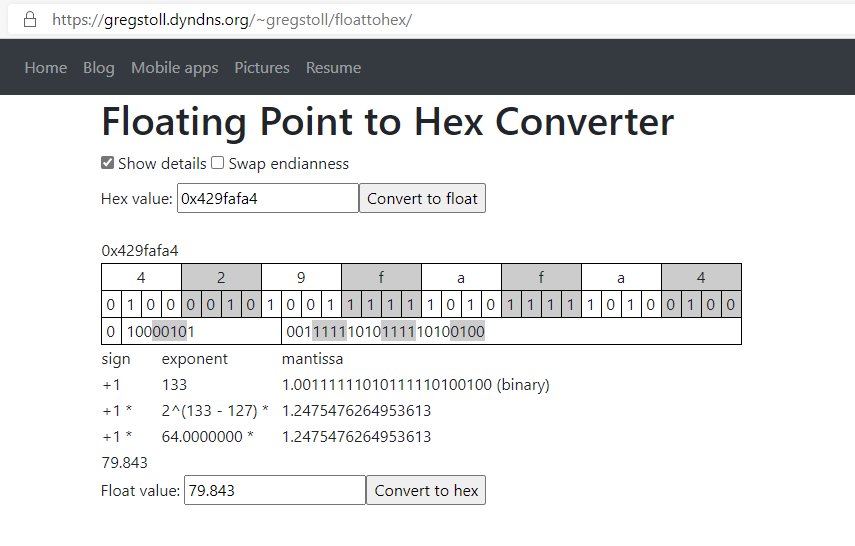 https://gregstoll.dyndns.org/~gregstoll/floattohex/
Home Blog Mobile apps Pictures Resume
Floating Point to Hex Converter
Show details Swap endianness
Hex value: 0x429fafa4 Convert to float
0x429fafa4
4 2 9 f a f a 4
0 1 0 0 0 0 1 0 1 0 0 1 1 1 1 1 1 0 1 0 1 1 1 1 1 0 1 0 0 1 0 0
0 10000101 00111111010111110100100
sign exponent mantissa
+1 133 1.00111111010111110100100 (binary)
+1 * 2^(133 - 127) * 1.2475476264953613
+1 * 64.0000000 * 1.2475476264953613
79.843
Float value: 79.843 Convert to hex